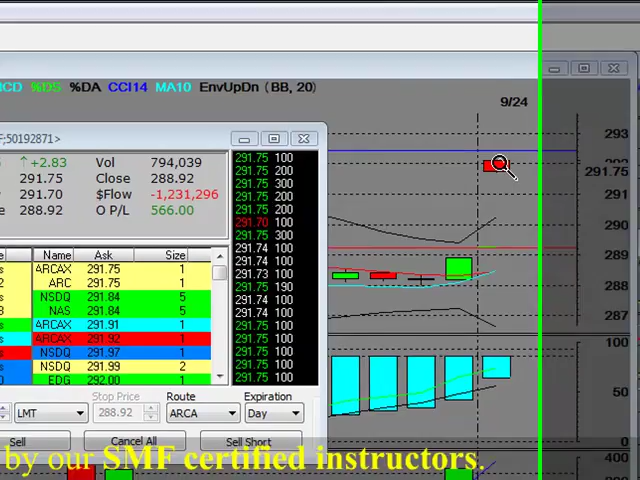 CD %DS %DA CCI14 MA10 EnvUpDn (BB, 20)
9/24
F;50192871>
↑+2.83 Vol 794,039
291.75 Close 288.92
291.70 $Flow -1,231,296
288.92 O P/L 566.00
Name Ask Size
ARCAX 291.75 1
ARC 291.75 1
NSDQ 291.84 5
NAS 291.84 5
ARCAX 291.91 1
ARCAX 291.92 1
NSDQ 291.97 1
NSDQ 291.99 2
EDG 292.00 1
291.75 100
291.75 200
291.75 300
291.75 200
291.75 200
291.70 100
291.75 300
291.74 100
291.74 100
291.73 100
291.75 190
291.74 100
291.74 100
291.75 100
291.75 100
291.75 100
291.75 100
291.75 100
Stop Price Route Expiration
LMT 288.92 ARCA Day
Sell Cancel All Sell Short
293
291.75
291
290
289
288
287
100
50
0
400
by our SMF certified instructors.